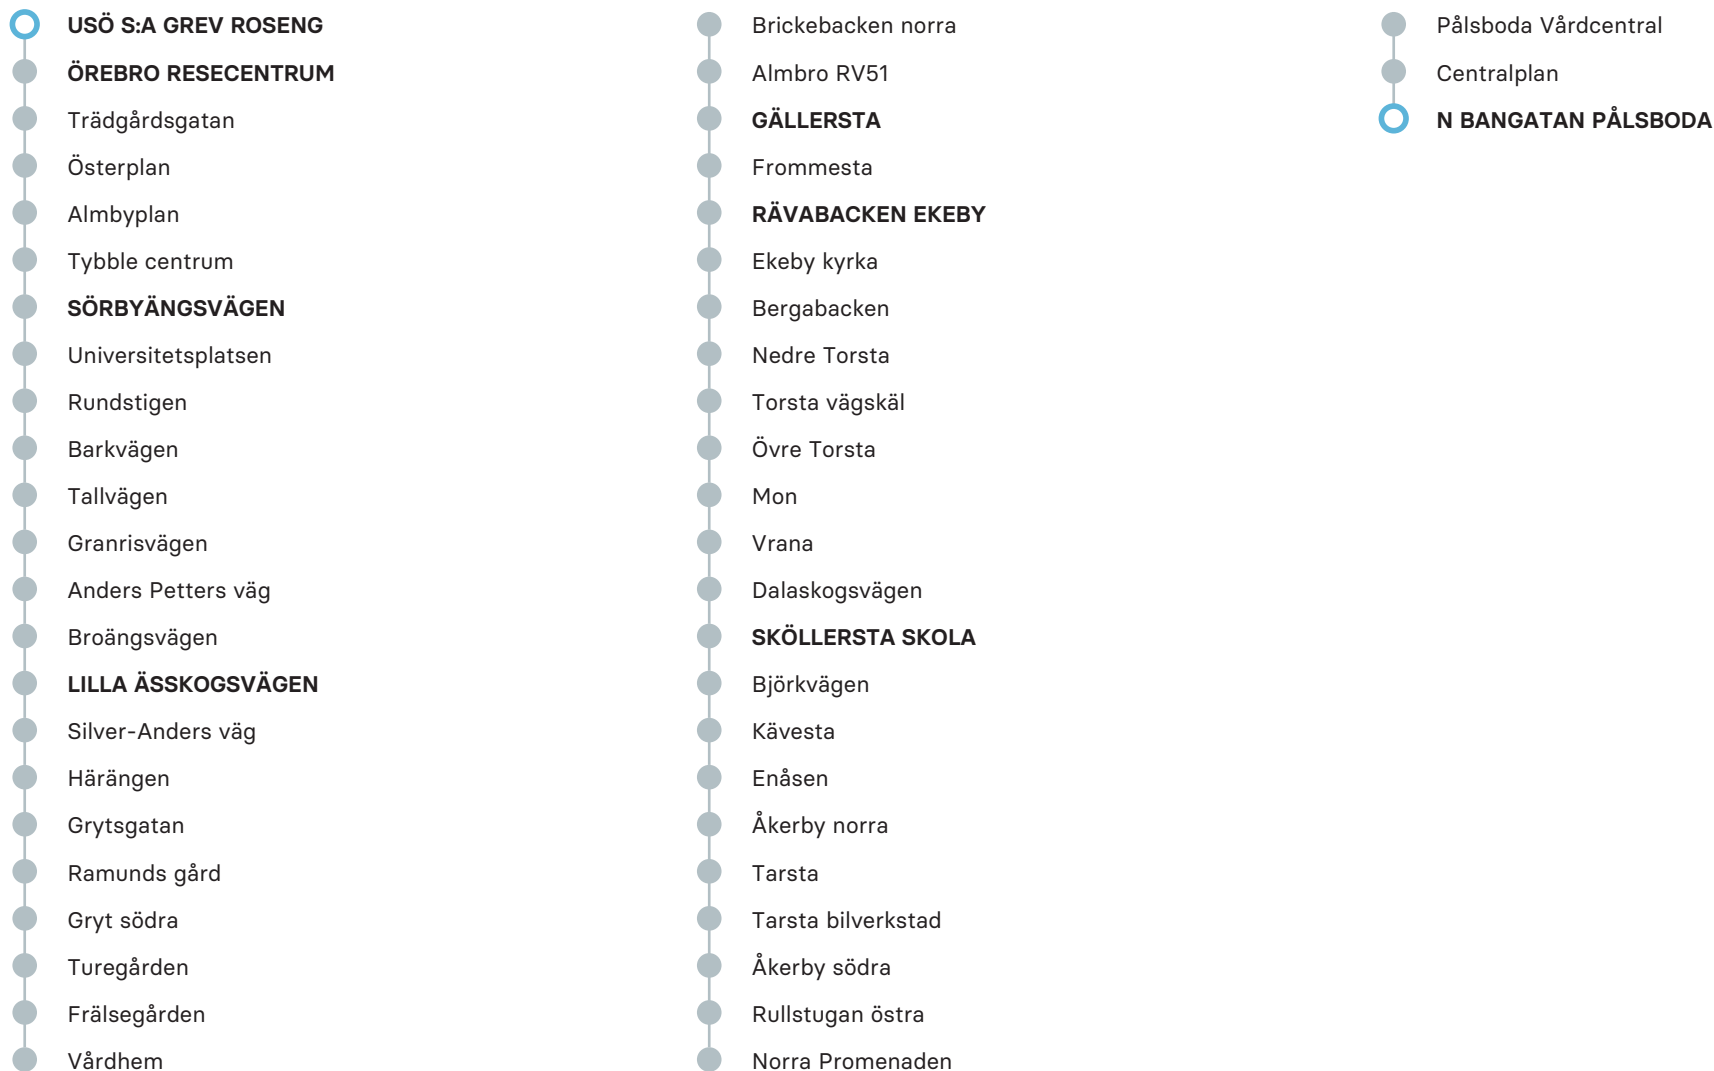 USÖ S:A GREV ROSENG
ÖREBRO RESECENTRUM
Trädgårdsgatan
Österplan
Almbyplan
Tybble centrum
SÖRBYÄNGSVÄGEN
Universitetsplatsen
Rundstigen
Barkvägen
Tallvägen
Granrisvägen
Anders Petters väg
Broängsvägen
LILLA ÄSSKOGSVÄGEN
Silver-Anders väg
Härängen
Grytsgatan
Ramunds gård
Gryt södra
Turegården
Frälsegården
Vårdhem
Brickebacken norra
Almbro RV51
GÄLLERSTA
Frommesta
RÄVABACKEN EKEBY
Ekeby kyrka
Bergabacken
Nedre Torsta
Torsta vägskäl
Övre Torsta
Mon
Vrana
Dalaskogsvägen
SKÖLLERSTA SKOLA
Björkvägen
Kävesta
Enåsen
Åkerby norra
Tarsta
Tarsta bilverkstad
Åkerby södra
Rullstugan östra
Norra Promenaden
Pålsboda Vårdcentral
Centralplan
N BANGATAN PÅLSBODA